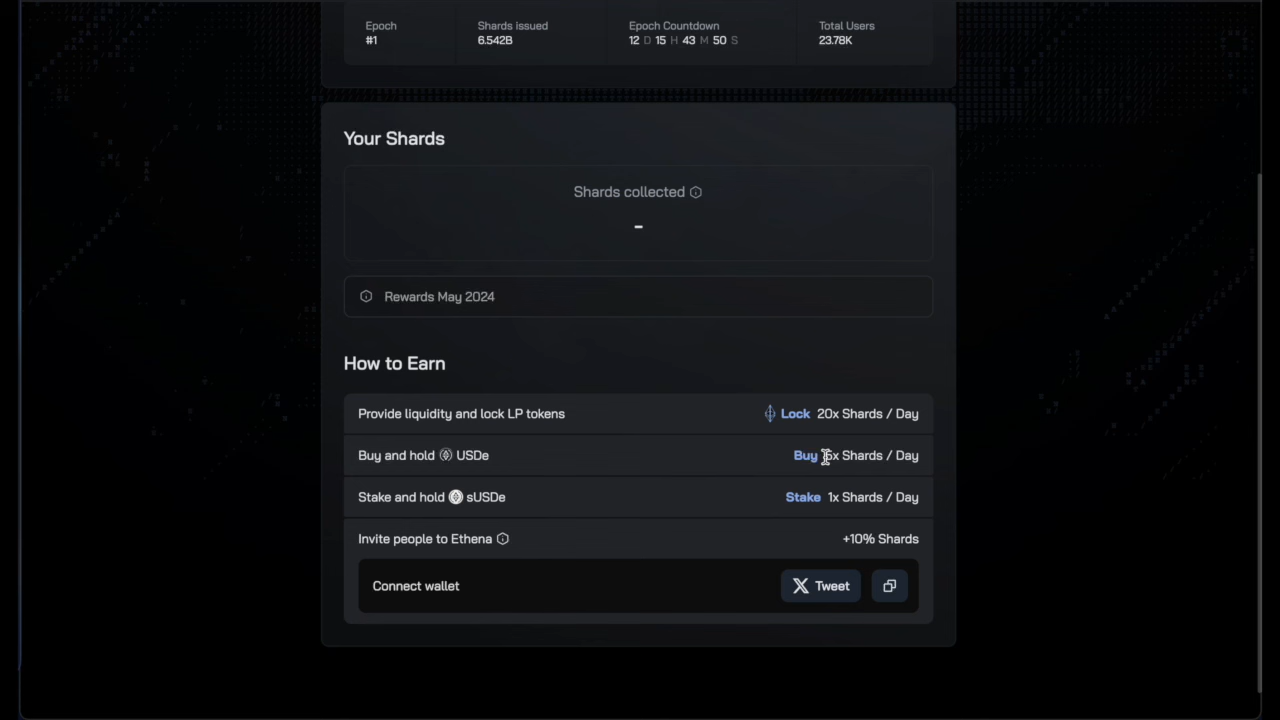 Epoch Shards issued Epoch Countdown Total Users
#1 6.542B 12 D 15 H 43 M 50 S 23.78K
Your Shards
Shards collected
-
Rewards May 2024
How to Earn
Provide liquidity and lock LP tokens Lock 20x Shards / Day
Buy and hold USDe Buy Shards / Day
Stake and hold sUSDe Stake 1x Shards / Day
Invite people to Ethena +10% Shards
Connect wallet Tweet